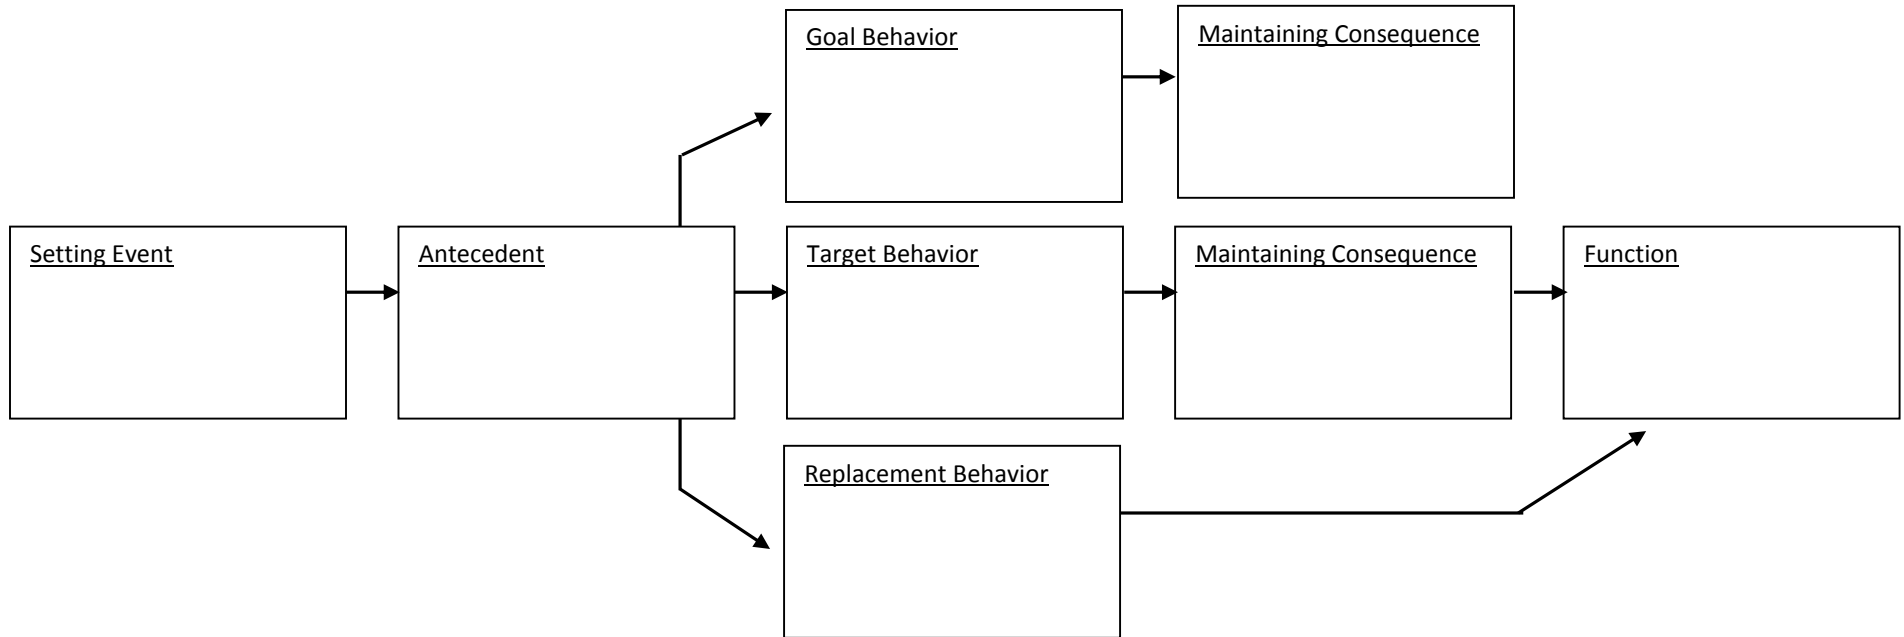 Goal Behavior
Maintaining Consequence
Setting Event
Antecedent
Target Behavior
Maintaining Consequence
Function
Replacement Behavior